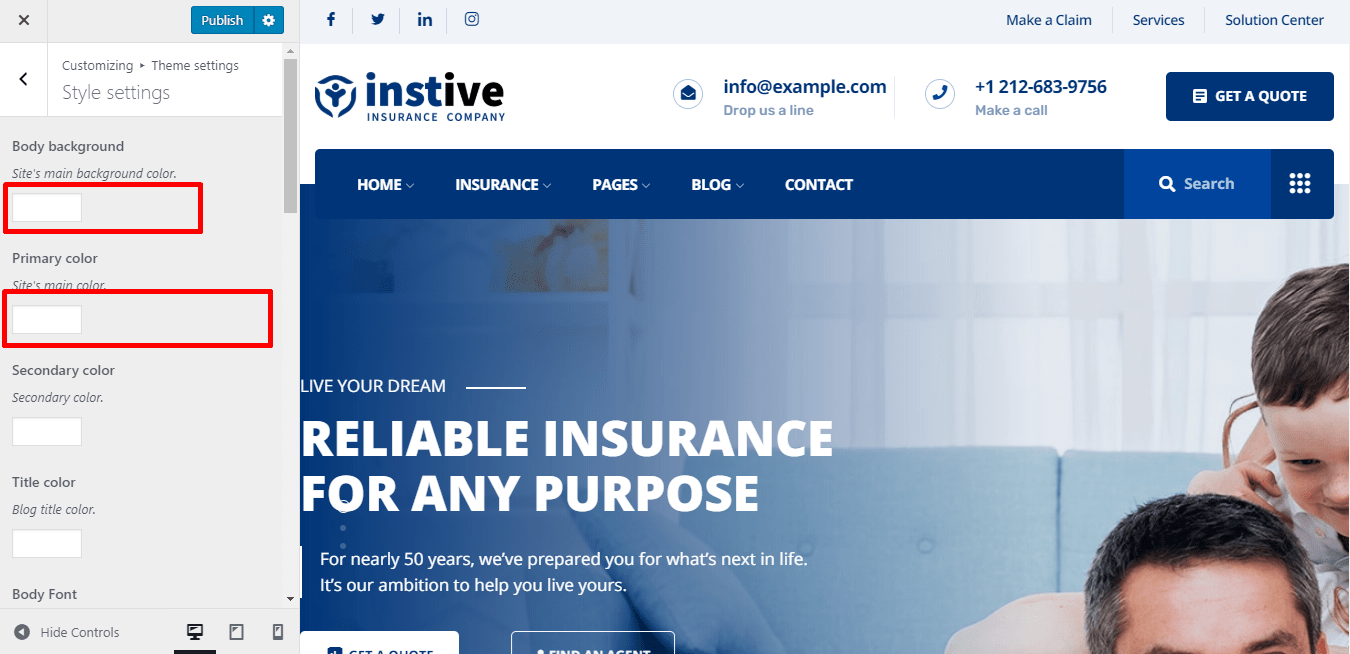 Publish
Customizing ▸ Theme settings
Style settings
Body background
Site's main background color.
Primary color
Site's main color.
Secondary color
Secondary color.
Title color
Blog title color.
Body Font
Hide Controls
Make a Claim
Services
Solution Center
instive
INSURANCE COMPANY
info@example.com
Drop us a line
+1 212-683-9756
Make a call
GET A QUOTE
HOME
INSURANCE
PAGES
BLOG
CONTACT
Search
LIVE YOUR DREAM
RELIABLE INSURANCE
FOR ANY PURPOSE
For nearly 50 years, we’ve prepared you for what’s next in life.
It’s our ambition to help you live yours.
GET A QUOTE
FIND AN AGENT